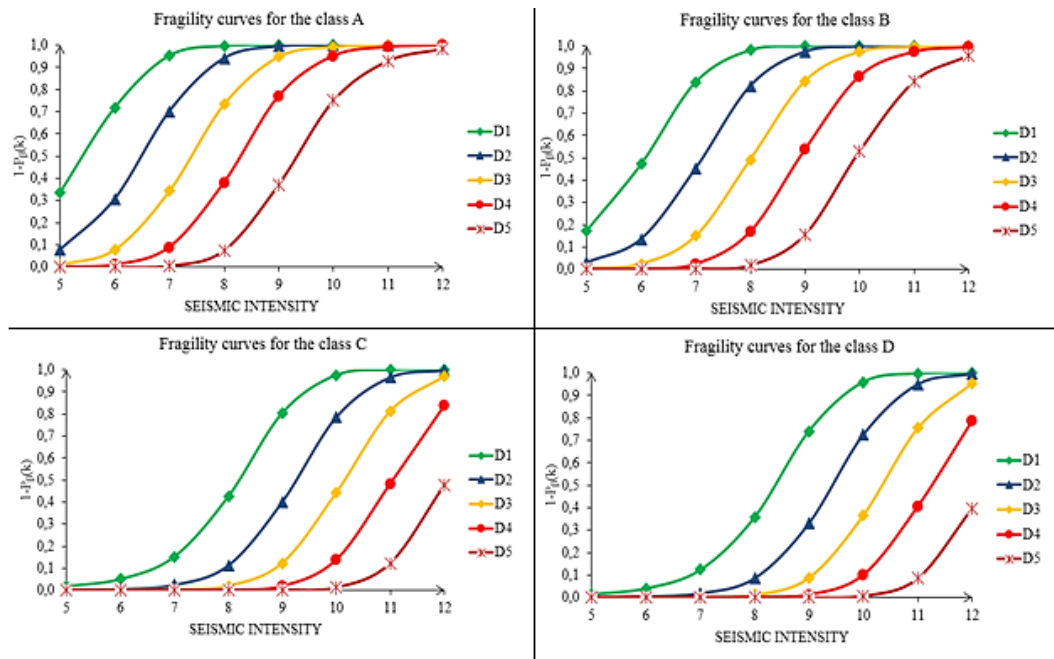 Fragility curves for the class A
1,0
0,9
0,8
0,7
0,6
0,5
0,4
0,3
0,2
0,1
0,0
1-Pβ(k)
5 6 7 8 9 10 11 12
SEISMIC INTENSITY
D1
D2
D3
D4
D5
Fragility curves for the class B
1,0
0,9
0,8
0,7
0,6
0,5
0,4
0,3
0,2
0,1
0,0
1-Pβ(k)
5 6 7 8 9 10 11 12
SEISMIC INTENSITY
D1
D2
D3
D4
D5
Fragility curves for the class C
1,0
0,9
0,8
0,7
0,6
0,5
0,4
0,3
0,2
0,1
0,0
1-Pβ(k)
5 6 7 8 9 10 11 12
SEISMIC INTENSITY
D1
D2
D3
D4
D5
Fragility curves for the class D
1,0
0,9
0,8
0,7
0,6
0,5
0,4
0,3
0,2
0,1
0,0
1-Pβ(k)
5 6 7 8 9 10 11 12
SEISMIC INTENSITY
D1
D2
D3
D4
D5